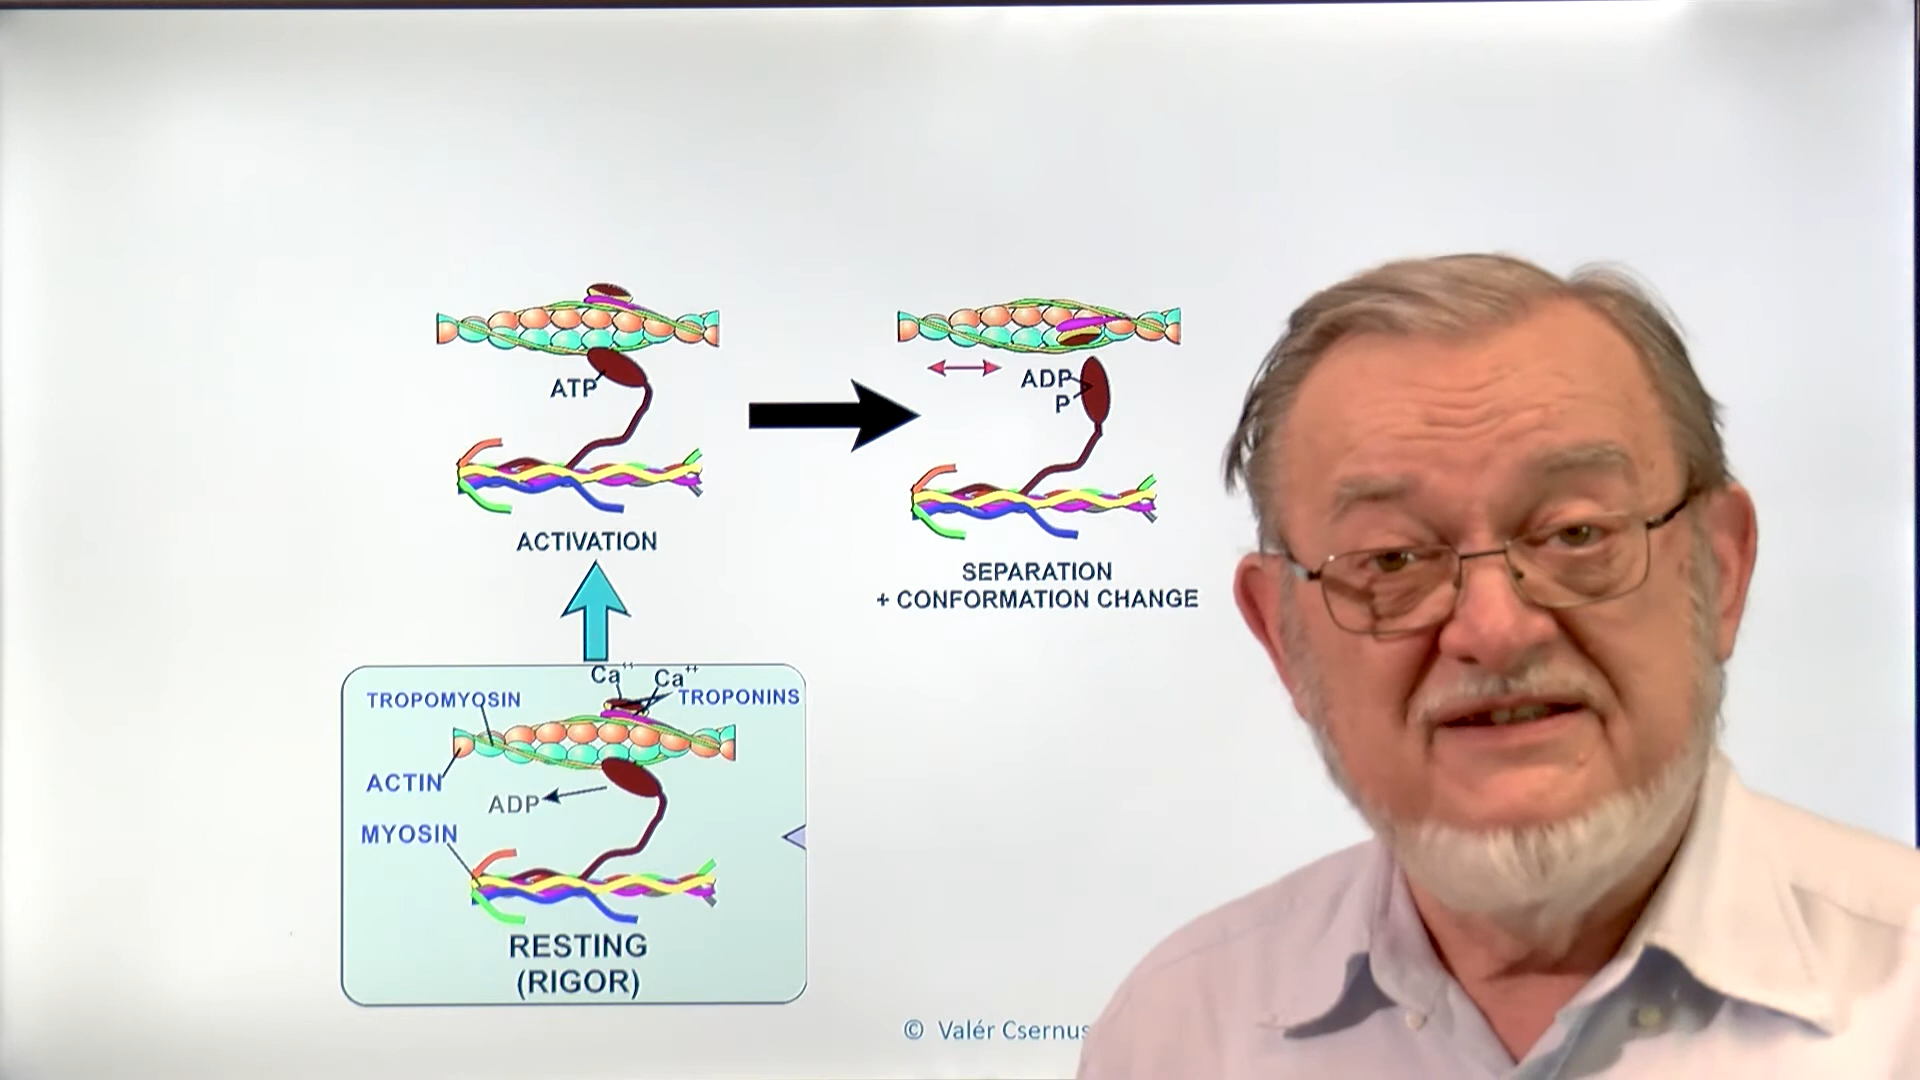 ATP
ADP
P
ACTIVATION
SEPARATION
+ CONFORMATION CHANGE
Ca++
Ca++
TROPOMYOSIN
TROPONINS
ACTIN
ADP
MYOSIN
RESTING
(RIGOR)
© Valér Csernus